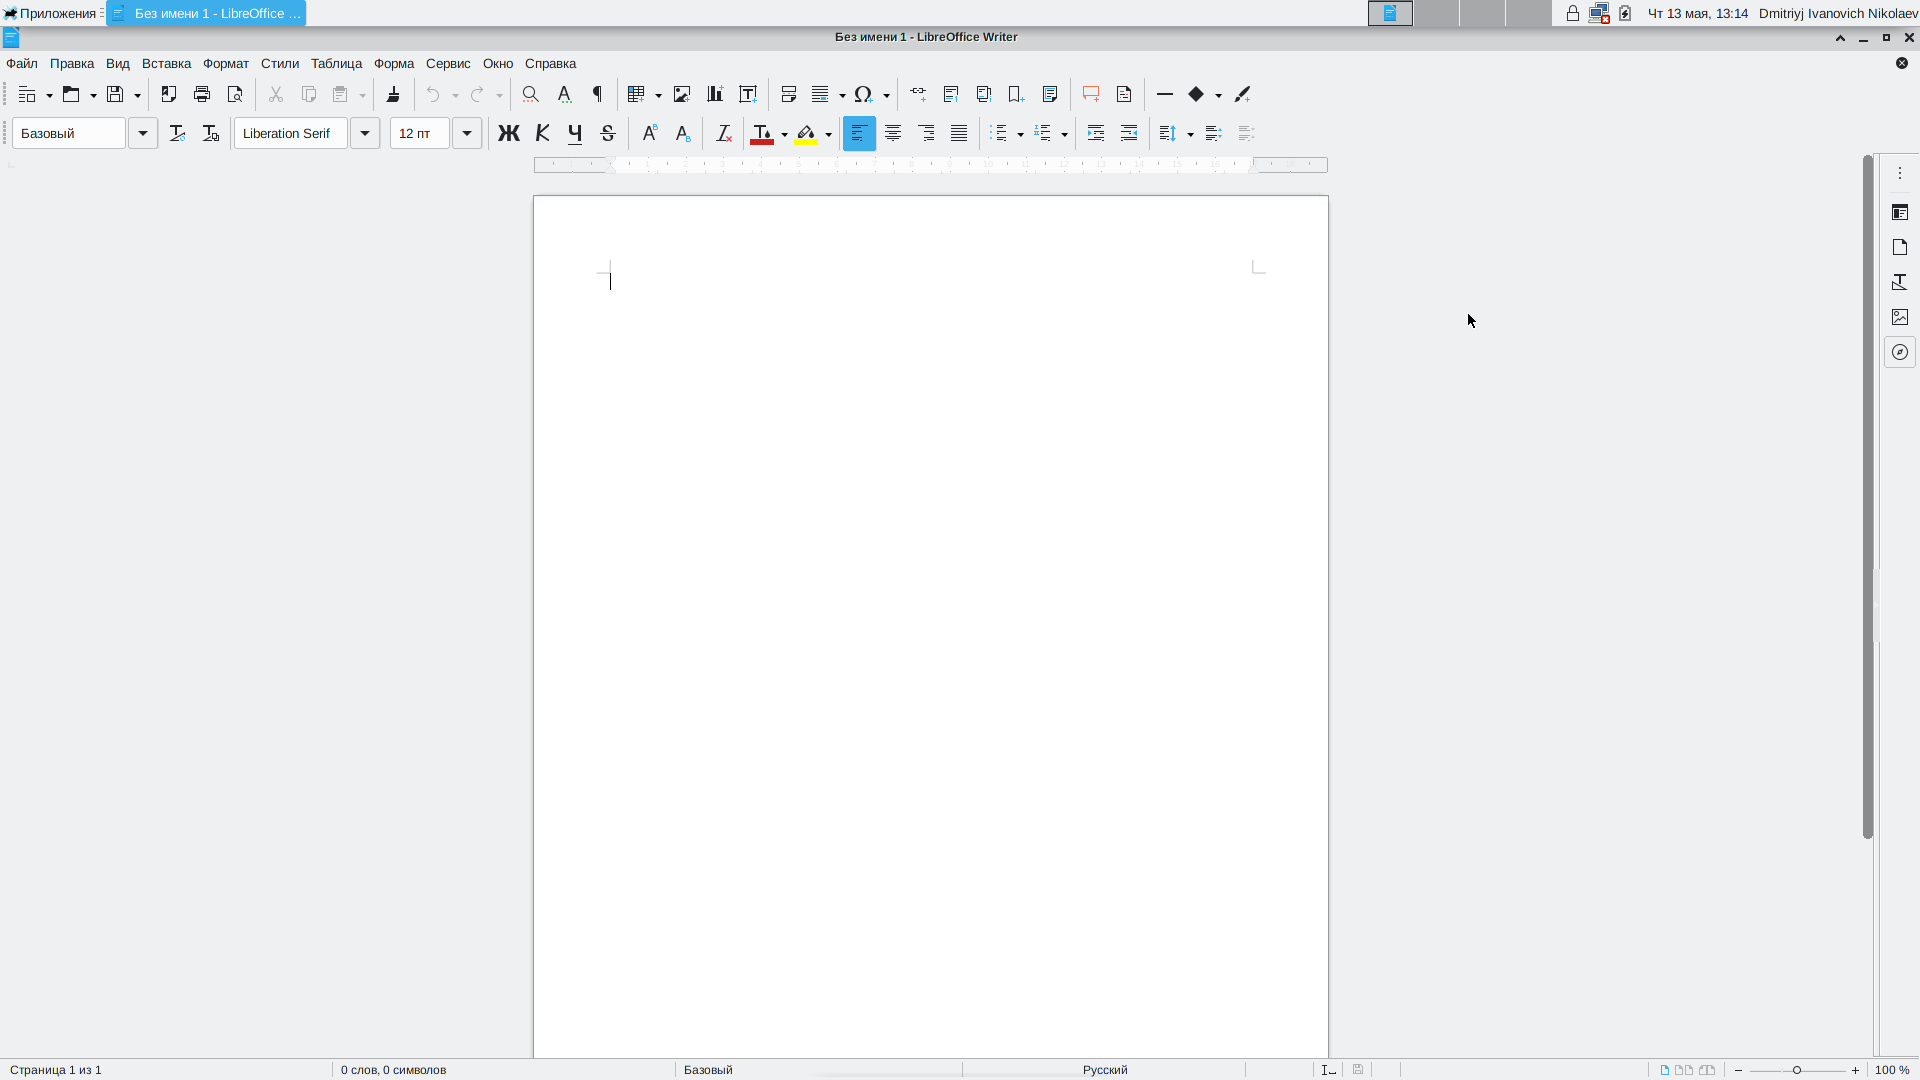 Приложения
Без имени 1 - LibreOffice ...
Чт 13 мая, 13:14
Dmitriyj Ivanovich Nikolaev
Без имени 1 - LibreOffice Writer
Файл Правка Вид Вставка Формат Стили Таблица Форма Сервис Окно Справка
Базовый
Liberation Serif
12 пт
Ж К Ч S
Страница 1 из 1
0 слов, 0 символов
Базовый
Русский
100 %